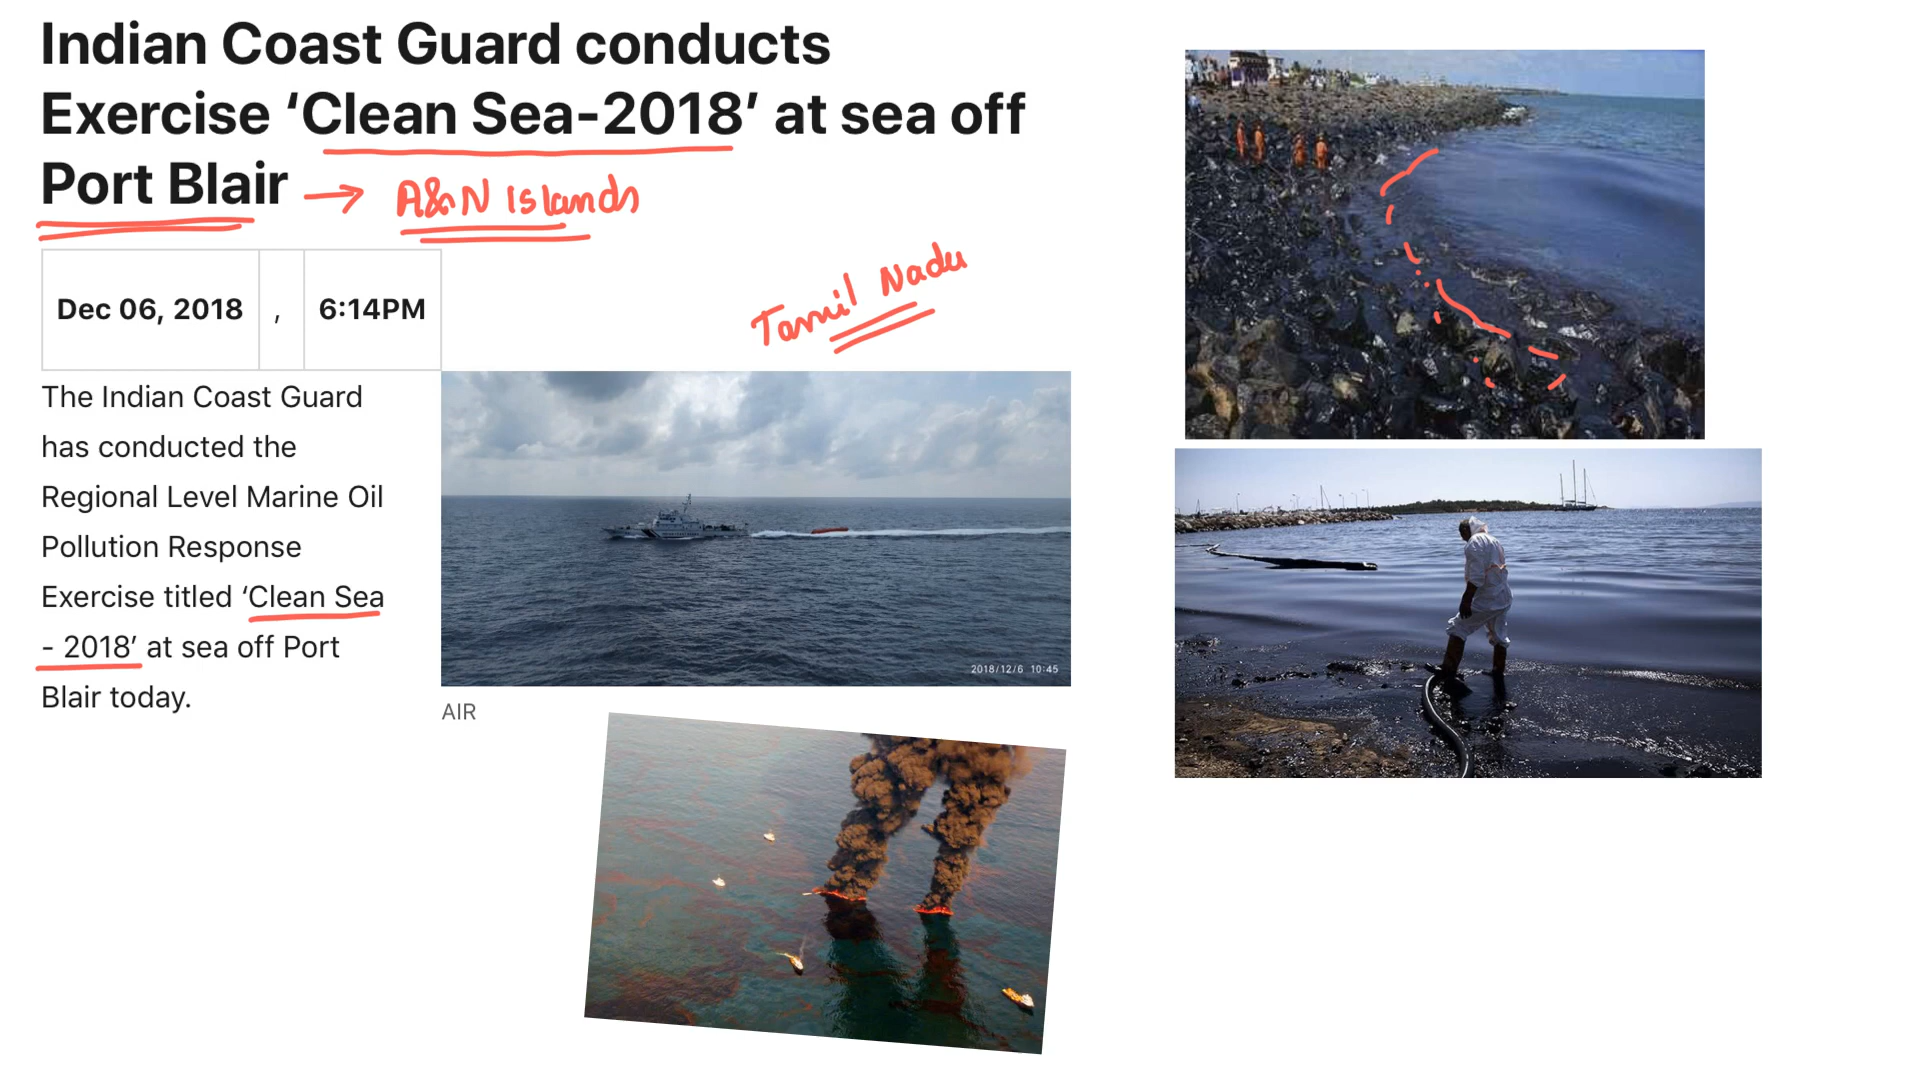 Indian Coast Guard conducts
Exercise ‘Clean Sea-2018’ at sea off
Port Blair → A&N Islands
Tamil Nadu
Dec 06, 2018 , 6:14PM
The Indian Coast Guard
has conducted the
Regional Level Marine Oil
Pollution Response
Exercise titled ‘Clean Sea
- 2018’ at sea off Port
Blair today.
2018/12/6 10:45
AIR